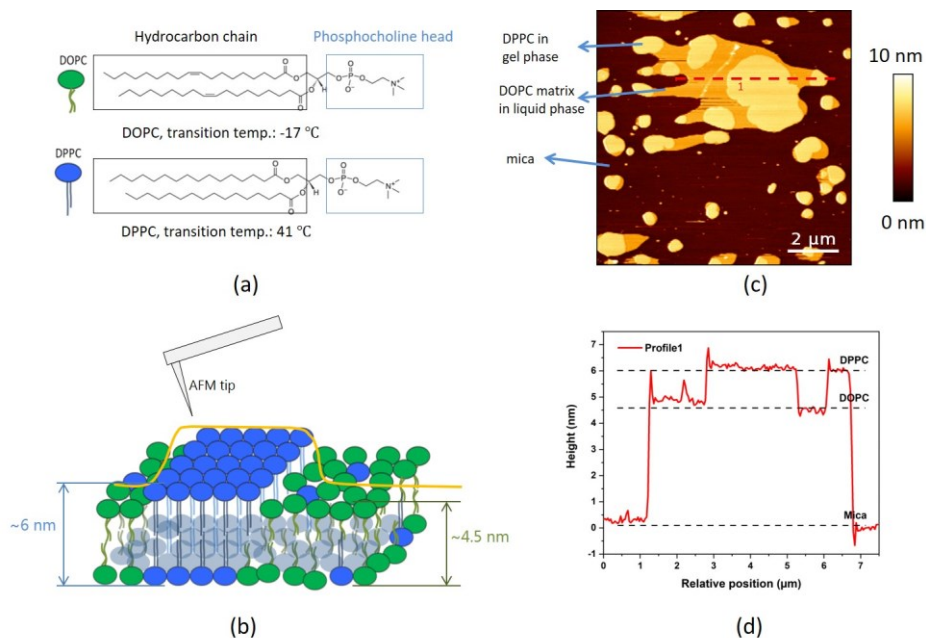 Hydrocarbon chain
Phosphocholine head
DOPC
DOPC, transition temp.: -17 ℃
DPPC
DPPC, transition temp.: 41 ℃
(a)
DPPC in
gel phase
DOPC matrix
in liquid phase
mica
1
2 μm
10 nm
0 nm
(c)
AFM tip
~6 nm
~4.5 nm
(b)
Profile1
DPPC
DOPC
Mica
Height (nm)
7
6
5
4
3
2
1
0
-1
0 1 2 3 4 5 6 7
Relative position (μm)
(d)